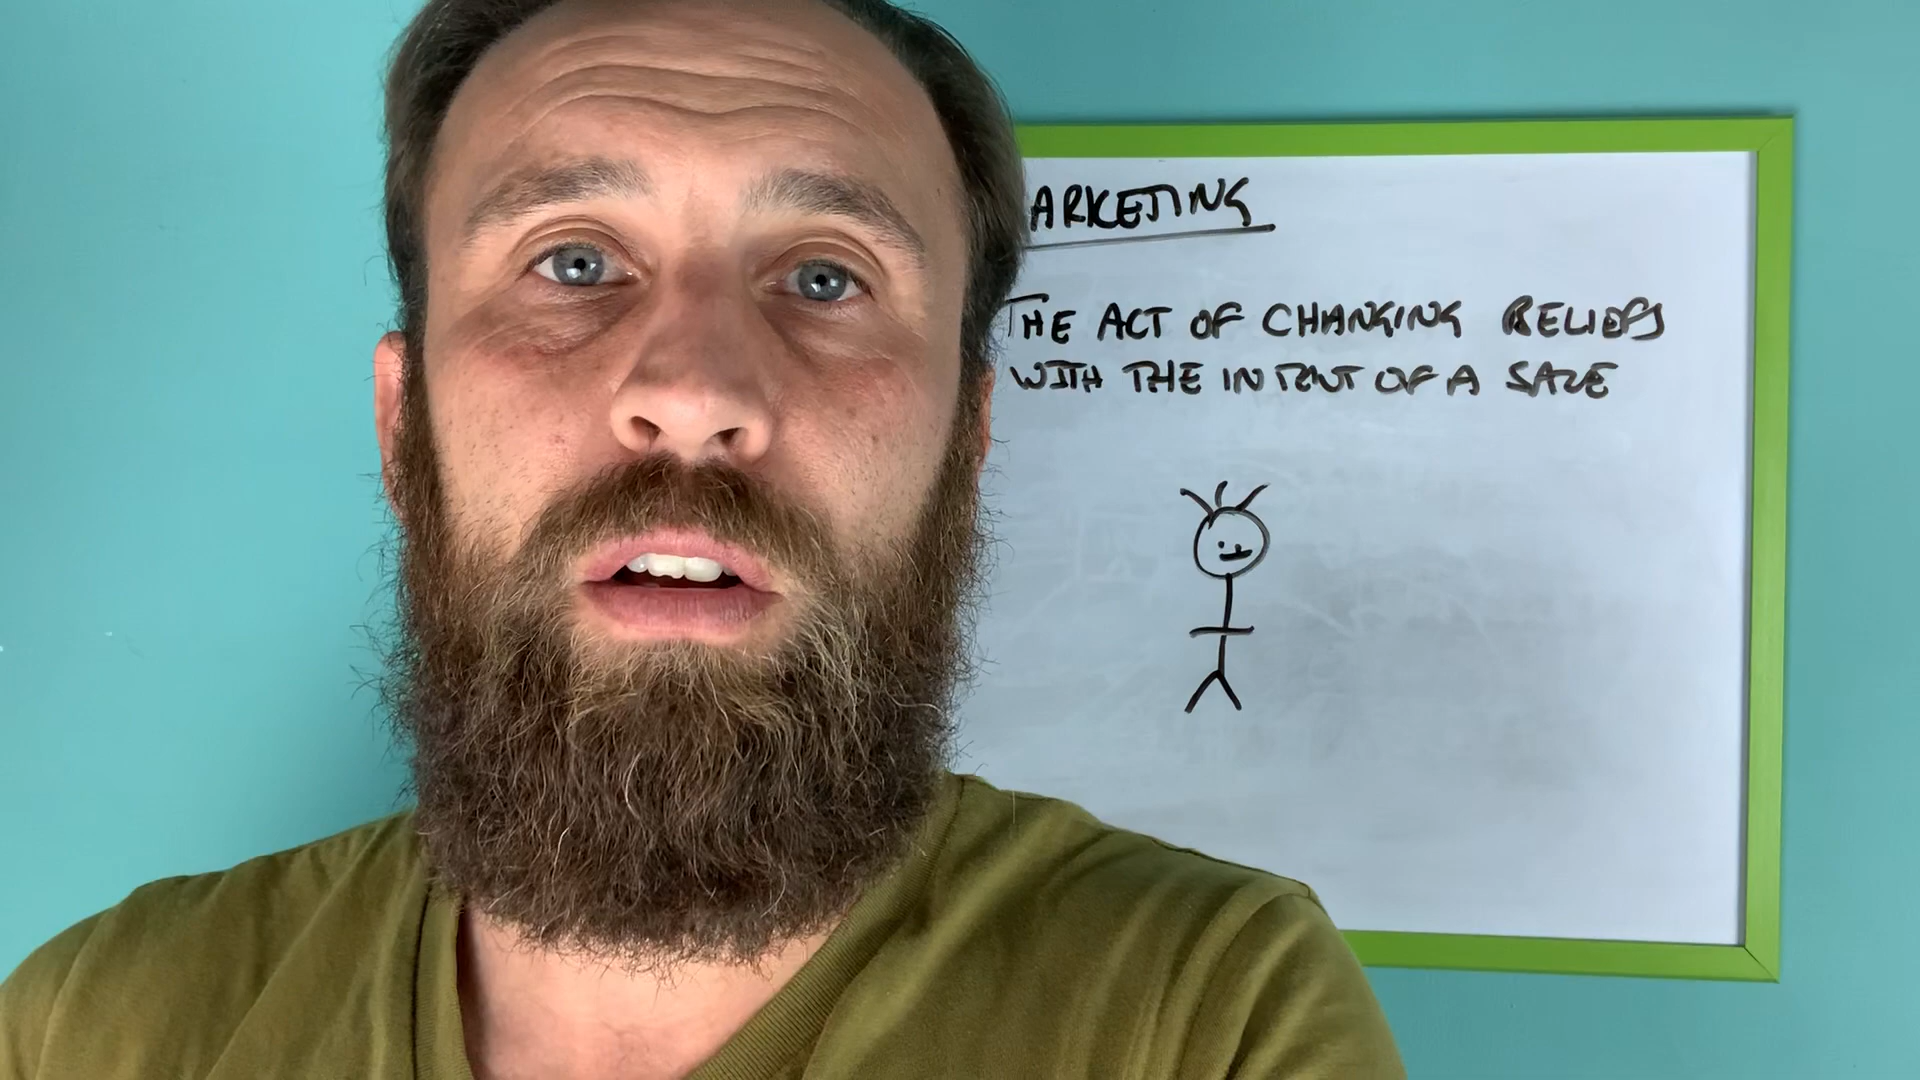 ARKETING
THE ACT OF CHANGING BELIEFS
WITH THE INTENT OF A SALE